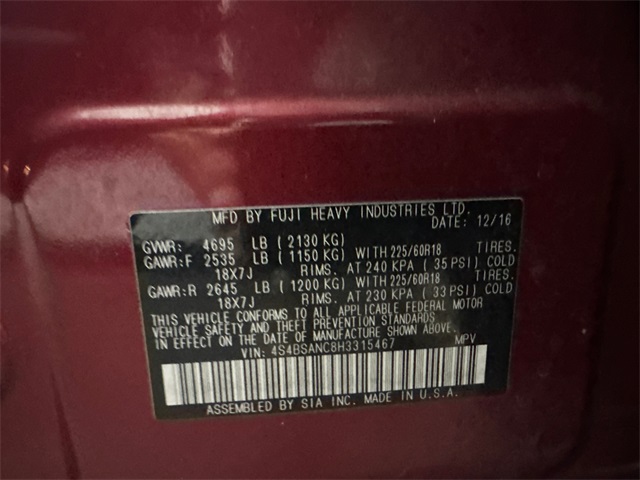 MFD BY FUJI HEAVY INDUSTRIES LTD.
DATE: 12/16
GVWR: 4695 LB ( 2130 KG)
GAWR:F 2535 LB ( 1150 KG) WITH 225/60R18 TIRES.
18X7J RIMS. AT 240 KPA ( 35 PSI) COLD
GAWR:R 2645 LB ( 1200 KG) WITH 225/60R18 TIRES.
18X7J RIMS. AT 230 KPA ( 33 PSI) COLD
THIS VEHICLE CONFORMS TO ALL APPLICABLE FEDERAL MOTOR
VEHICLE SAFETY AND THEFT PREVENTION STANDARDS
IN EFFECT ON THE DATE OF MANUFACTURE SHOWN ABOVE.
VIN: 4S4BSANC8H3315467 MPV
ASSEMBLED BY SIA INC. MADE IN U.S.A.